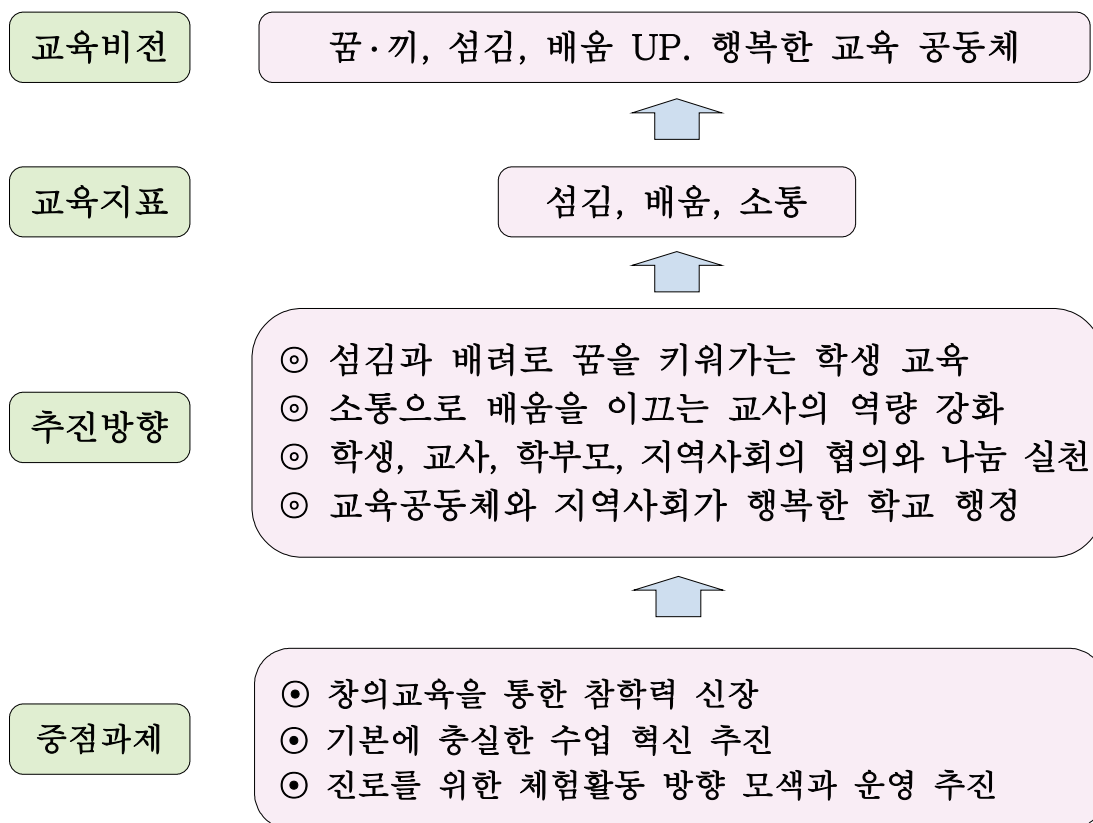 교육비전
꿈·끼, 섬김, 배움 UP. 행복한 교육 공동체
교육지표
섬김, 배움, 소통
추진방향
◎ 섬김과 배려로 꿈을 키워가는 학생 교육
◎ 소통으로 배움을 이끄는 교사의 역량 강화
◎ 학생, 교사, 학부모, 지역사회의 협의와 나눔 실천
◎ 교육공동체와 지역사회가 행복한 학교 행정
중점과제
⦿ 창의교육을 통한 참학력 신장
⦿ 기본에 충실한 수업 혁신 추진
⦿ 진로를 위한 체험활동 방향 모색과 운영 추진